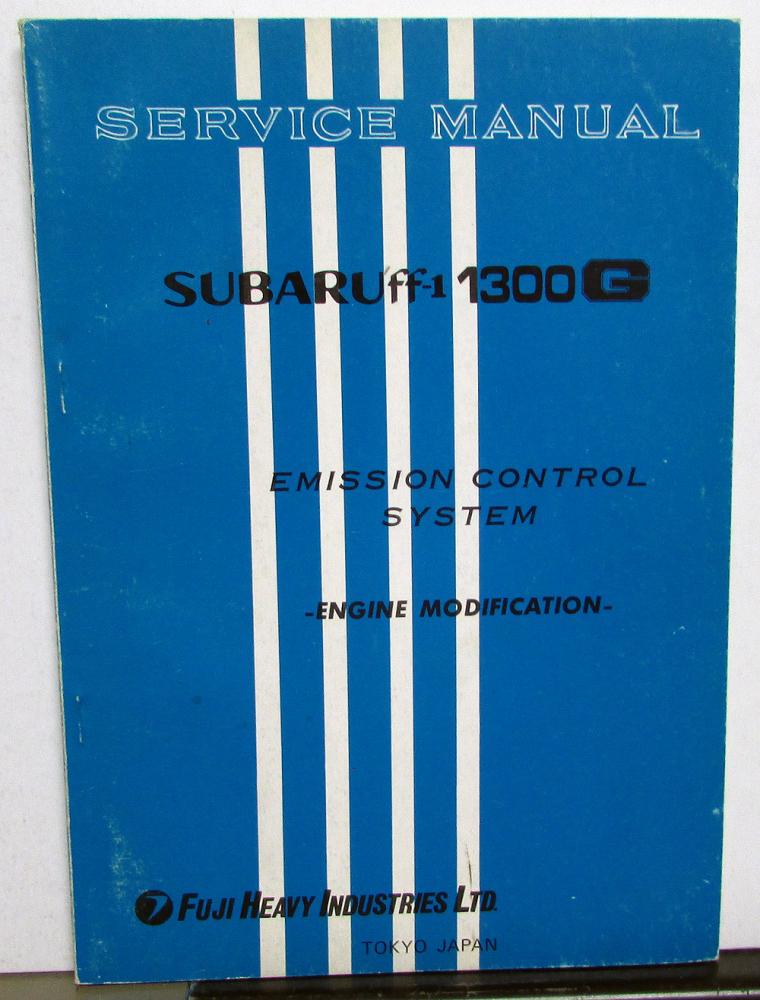 SERVICE MANUAL
SUBARU ff-1 1300 G
EMISSION CONTROL
SYSTEM
-ENGINE MODIFICATION-
FUJI HEAVY INDUSTRIES LTD.
TOKYO JAPAN